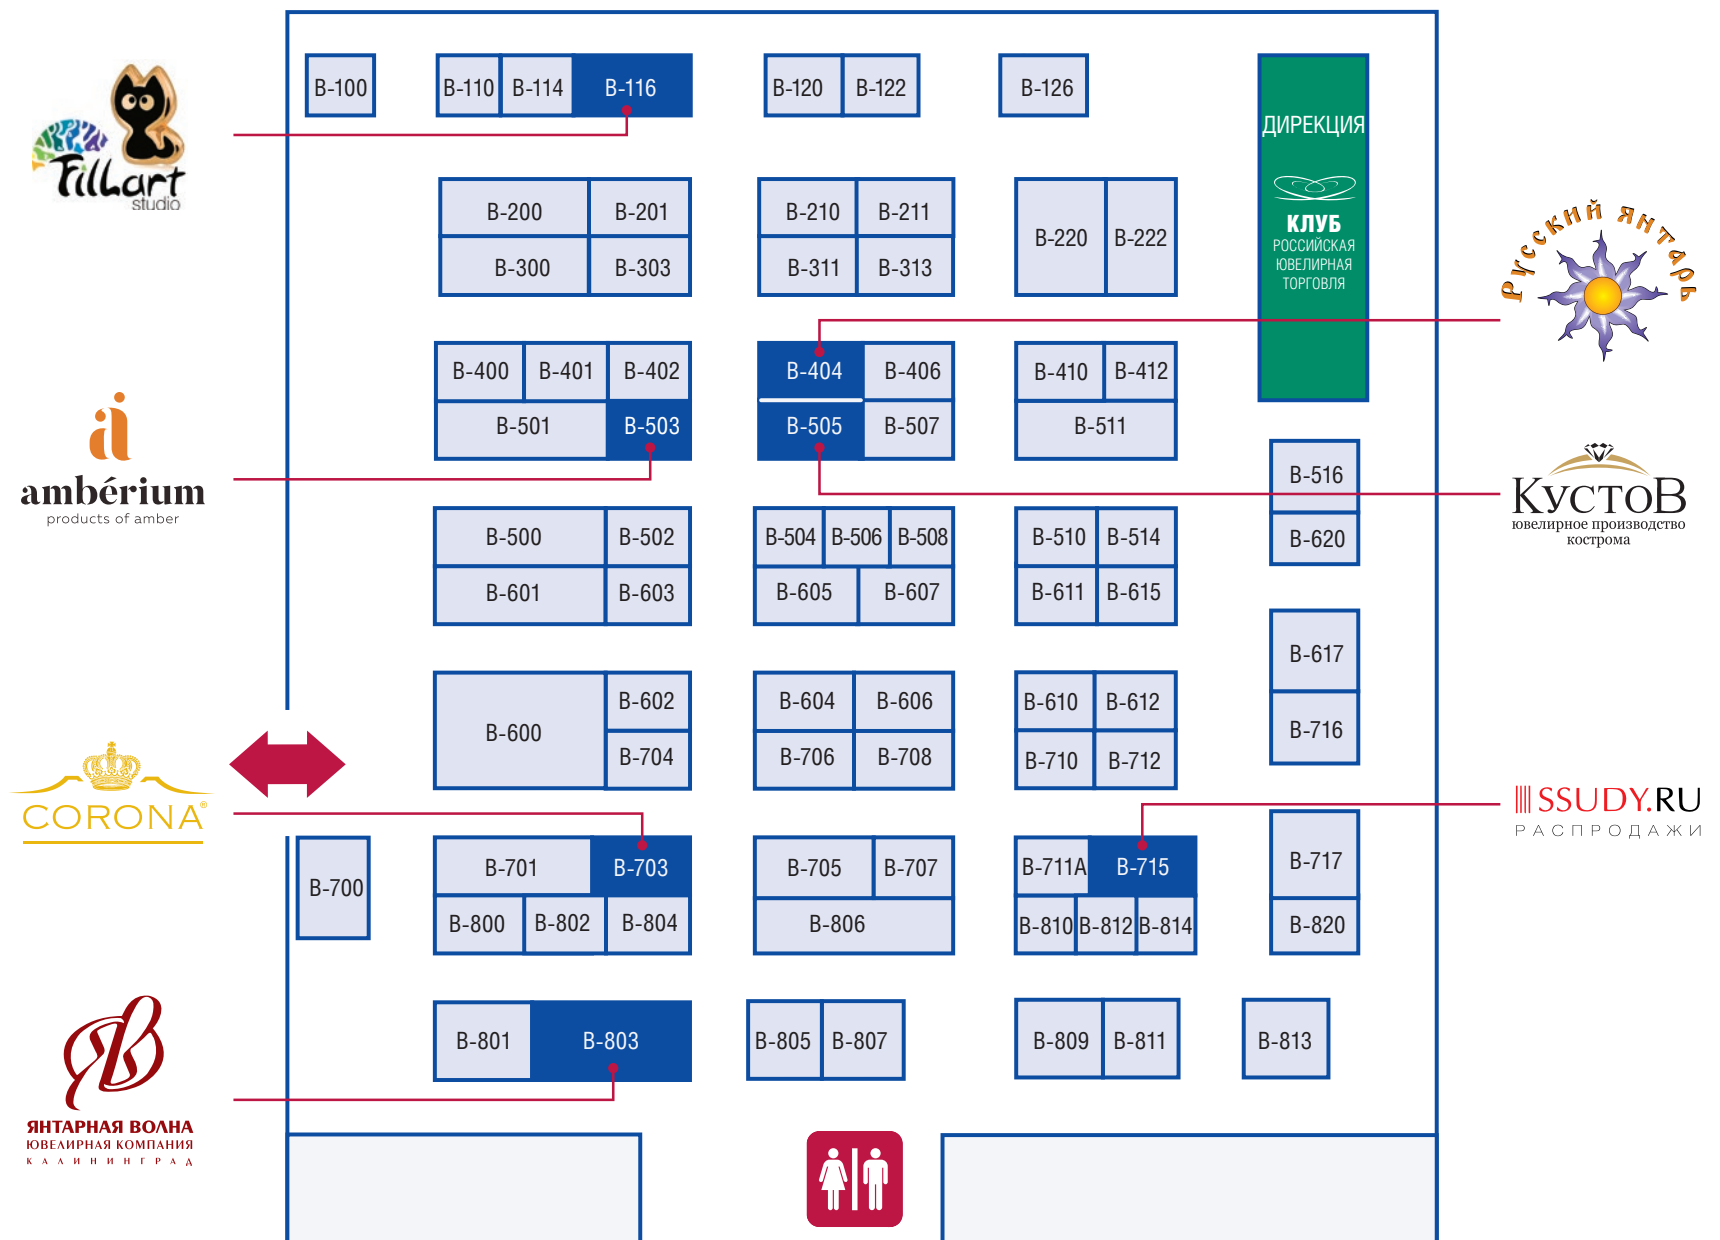 B-100
B-110
B-114
B-116
B-120
B-122
B-126
ДИРЕКЦИЯ
КЛУБ
РОССИЙСКАЯ
ЮВЕЛИРНАЯ
ТОРГОВЛЯ
FilLart
studio
B-200
B-201
B-210
B-211
B-220
B-222
B-300
B-303
B-311
B-313
Русский янтарь
B-400
B-401
B-402
B-404
B-406
B-410
B-412
B-501
B-503
B-505
B-507
B-511
ambérium
products of amber
B-516
B-620
КустоВ
ювелирное производство
кострома
B-500
B-502
B-504
B-506
B-508
B-510
B-514
B-601
B-603
B-605
B-607
B-611
B-615
B-617
B-716
B-600
B-602
B-604
B-606
B-610
B-612
B-704
B-706
B-708
B-710
B-712
CORONA®
SSUDY.RU
РАСПРОДАЖИ
B-700
B-701
B-703
B-705
B-707
B-711A
B-715
B-717
B-800
B-802
B-804
B-806
B-810
B-812
B-814
B-820
B-801
B-803
B-805
B-807
B-809
B-811
B-813
ЯВ
ЯНТАРНАЯ ВОЛНА
ЮВЕЛИРНАЯ КОМПАНИЯ
КАЛИНИНГРАД